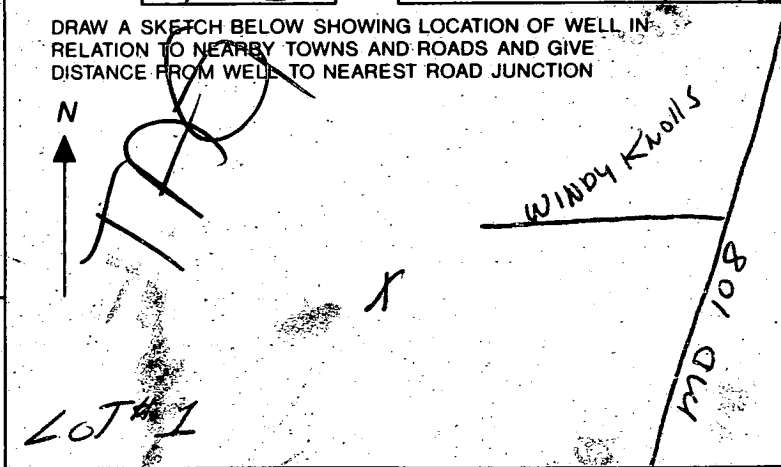 DRAW A SKETCH BELOW SHOWING LOCATION OF WELL IN
RELATION TO NEARBY TOWNS AND ROADS AND GIVE
DISTANCE FROM WELL TO NEAREST ROAD JUNCTION
N
WINDY KNOllS
X
MD 108
LOT #1